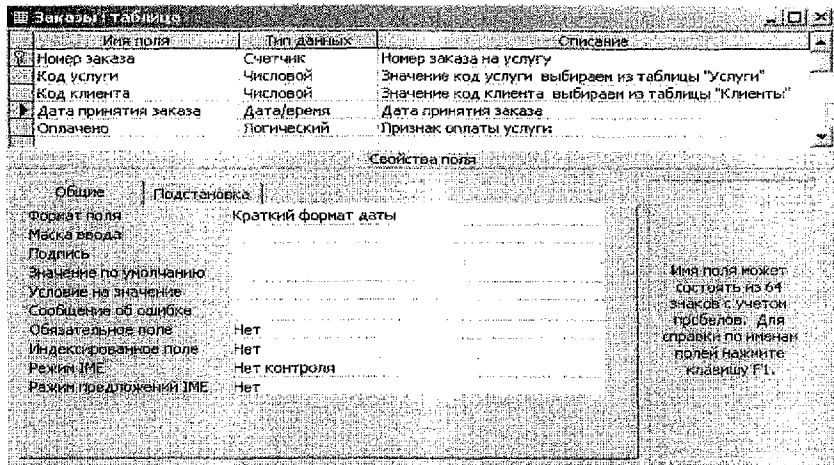 Заказы : таблица
Имя поля Тип данных Описание
Номер заказа Счетчик Номер заказа на услугу
Код услуги Числовой Значение код услуги выбираем из таблицы "Услуги"
Код клиента Числовой Значение код клиента выбираем из таблицы "Клиенты"
Дата принятия заказа Дата/время Дата принятия заказа
Оплачено Логический Признак оплаты услуги
Свойства поля
Общие Подстановка
Формат поля Краткий формат даты
Маска ввода
Подпись
Значение по умолчанию
Условие на значение
Сообщение об ошибке
Обязательное поле Нет
Индексированное поле Нет
Режим IME Нет контроля
Режим предложений IME Нет
Имя поля может
состоять из 64
знаков с учетом
пробелов. Для
справки по именам
полей нажмите
клавишу F1.